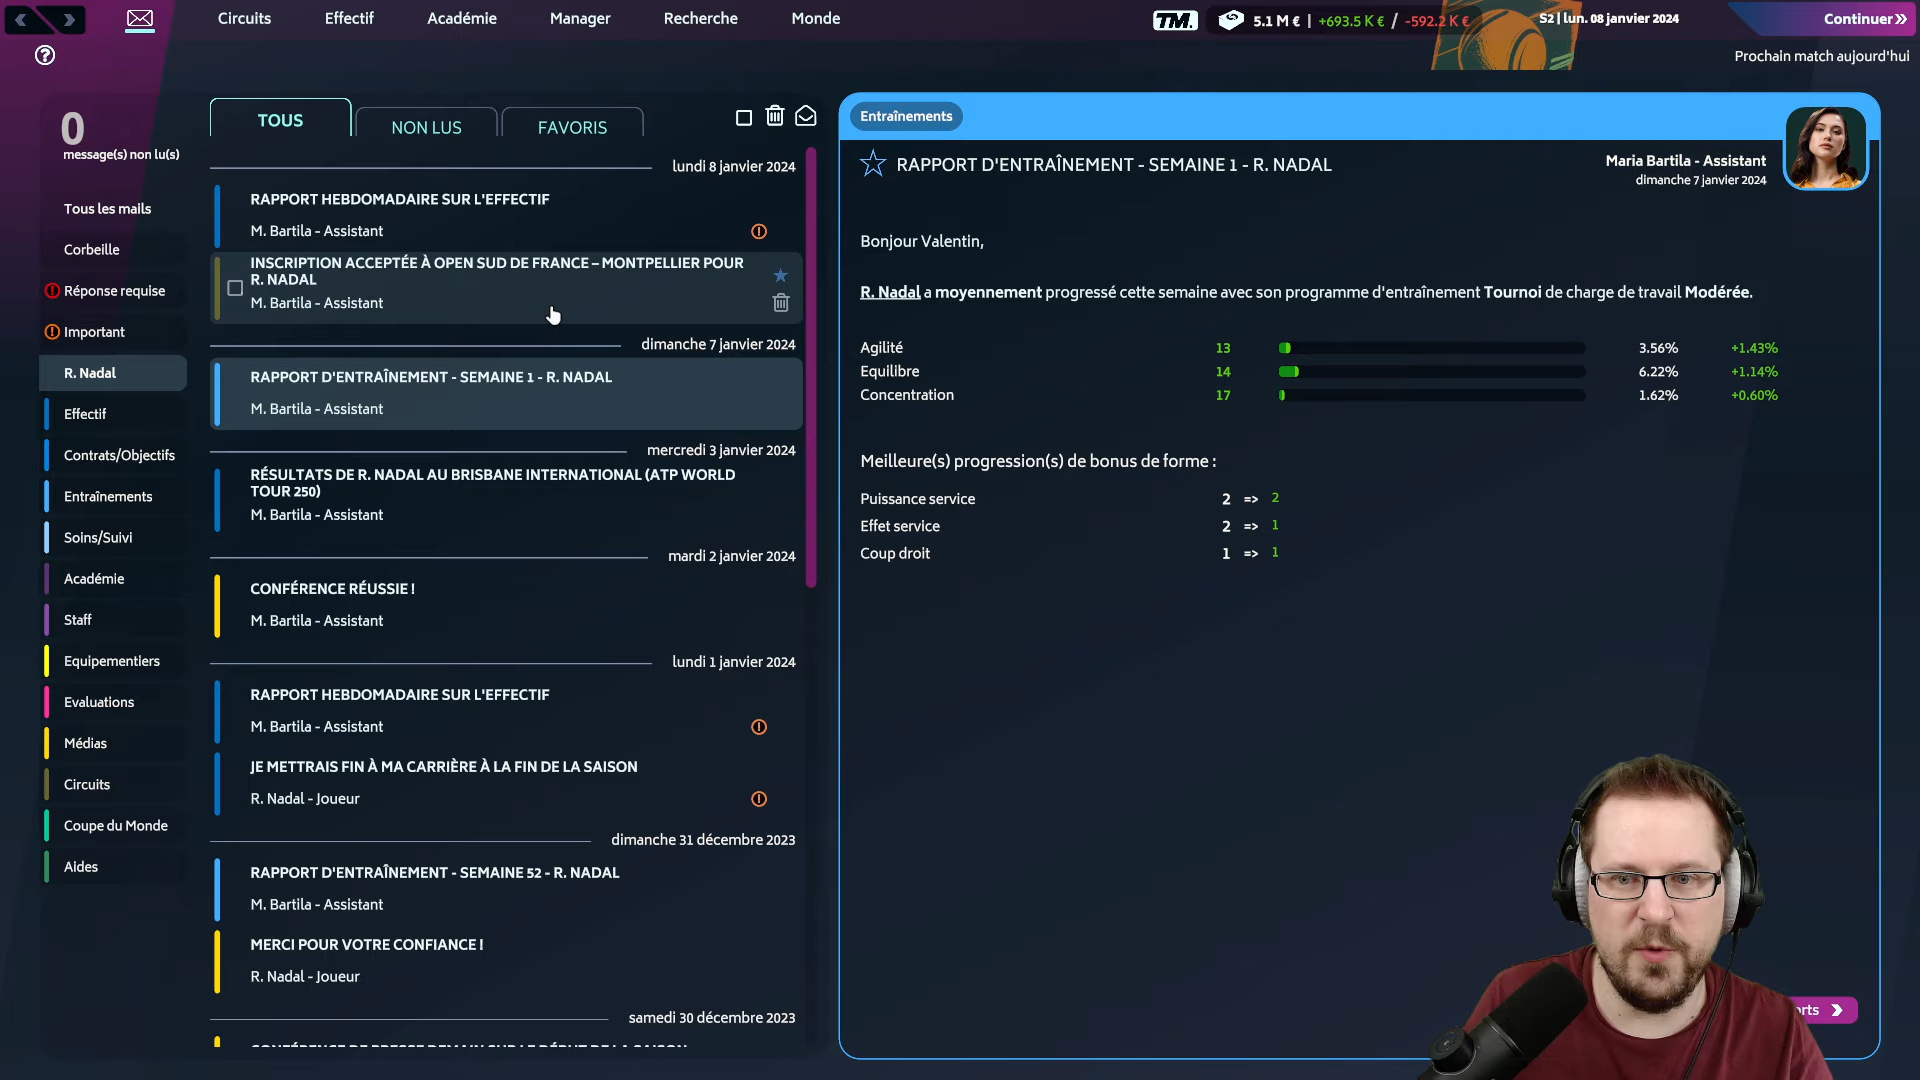 Circuits
Effectif
Académie
Manager
Recherche
Monde
TM.
5.1 M € | +693.5 K € / -592.2 K €
S2 | lun. 08 janvier 2024
Continuer
Prochain match aujourd'hui
0
message(s) non lu(s)
Tous les mails
Corbeille
Réponse requise
Important
R. Nadal
Effectif
Contrats/Objectifs
Entraînements
Soins/Suivi
Académie
Staff
Equipementiers
Evaluations
Médias
Circuits
Coupe du Monde
Aides
TOUS
NON LUS
FAVORIS
lundi 8 janvier 2024
RAPPORT HEBDOMADAIRE SUR L'EFFECTIF
M. Bartila - Assistant
INSCRIPTION ACCEPTÉE À OPEN SUD DE FRANCE – MONTPELLIER POUR
R. NADAL
M. Bartila - Assistant
dimanche 7 janvier 2024
RAPPORT D'ENTRAÎNEMENT - SEMAINE 1 - R. NADAL
M. Bartila - Assistant
mercredi 3 janvier 2024
RÉSULTATS DE R. NADAL AU BRISBANE INTERNATIONAL (ATP WORLD
TOUR 250)
M. Bartila - Assistant
mardi 2 janvier 2024
CONFÉRENCE RÉUSSIE !
M. Bartila - Assistant
lundi 1 janvier 2024
RAPPORT HEBDOMADAIRE SUR L'EFFECTIF
M. Bartila - Assistant
JE METTRAIS FIN À MA CARRIÈRE À LA FIN DE LA SAISON
R. Nadal - Joueur
dimanche 31 décembre 2023
RAPPORT D'ENTRAÎNEMENT - SEMAINE 52 - R. NADAL
M. Bartila - Assistant
MERCI POUR VOTRE CONFIANCE !
R. Nadal - Joueur
samedi 30 décembre 2023
CONFÉRENCE DE PRESSE DEMAIN SUR LE DÉBUT DE LA SAISON
Entraînements
RAPPORT D'ENTRAÎNEMENT - SEMAINE 1 - R. NADAL
Maria Bartila - Assistant
dimanche 7 janvier 2024
Bonjour Valentin,
R. Nadal a moyennement progressé cette semaine avec son programme d'entraînement Tournoi de charge de travail Modérée.
Agilité 13 3.56% +1.43%
Equilibre 14 6.22% +1.14%
Concentration 17 1.62% +0.60%
Meilleure(s) progression(s) de bonus de forme :
Puissance service 2 => 2
Effet service 2 => 1
Coup droit 1 => 1
orts